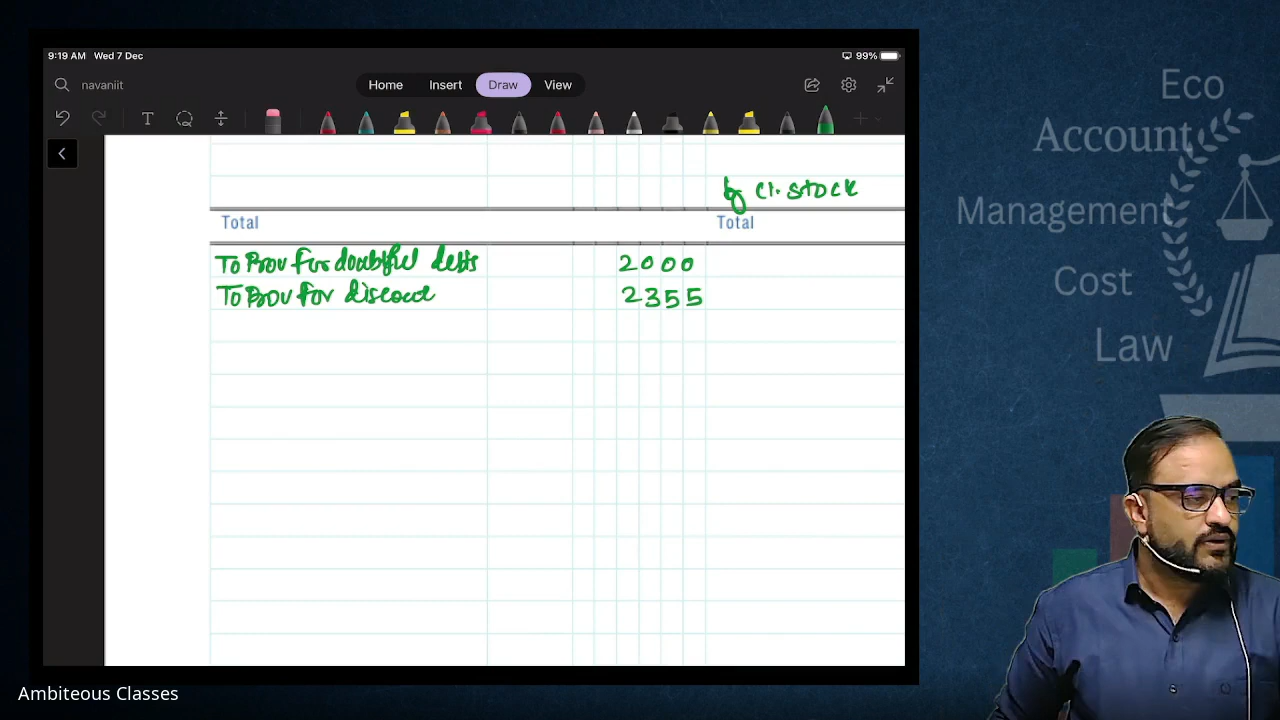 9:19 AM Wed 7 Dec
99%
navaniit
Home Insert Draw View
by Cl. stock
Total
Total
To Prov for doubtful debts 2000
To Prov for discount 2355
Eco
Account
Management
Cost
Law
Ambiteous Classes